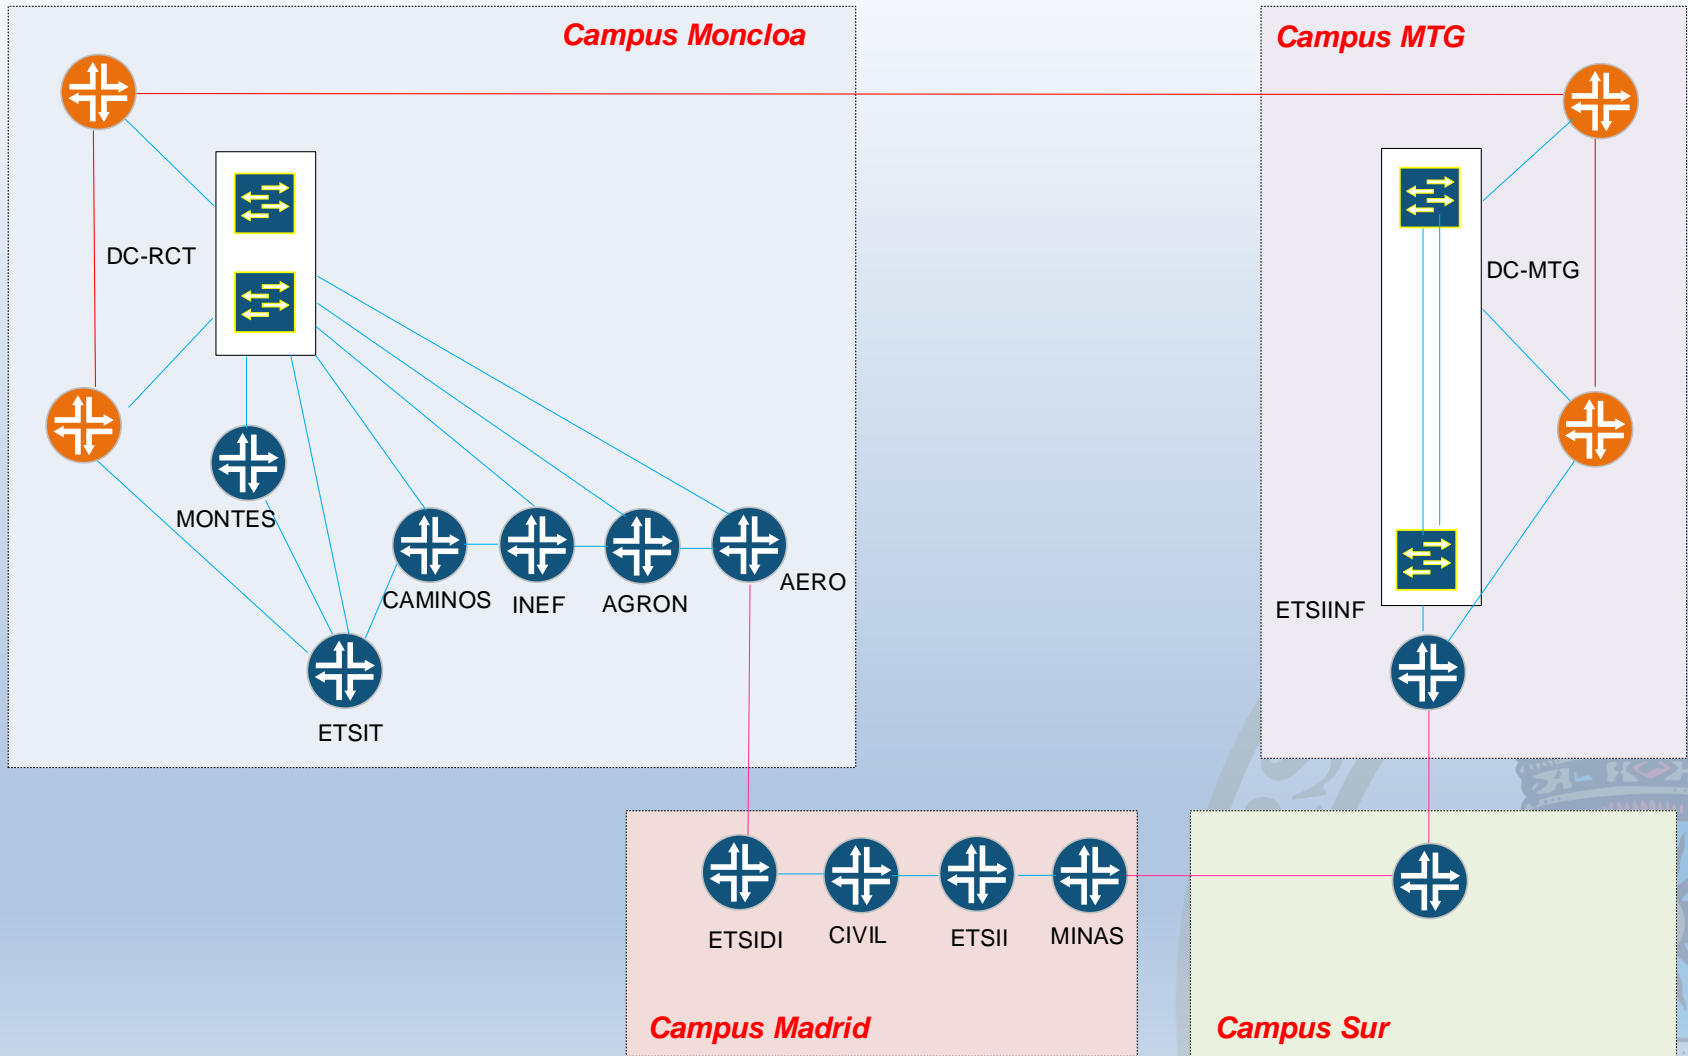 Campus Moncloa
Campus MTG
DC-RCT
DC-MTG
MONTES
AERO
CAMINOS
INEF
AGRON
ETSIINF
ETSIT
ETSIDI
CIVIL
ETSII
MINAS
Campus Madrid
Campus Sur